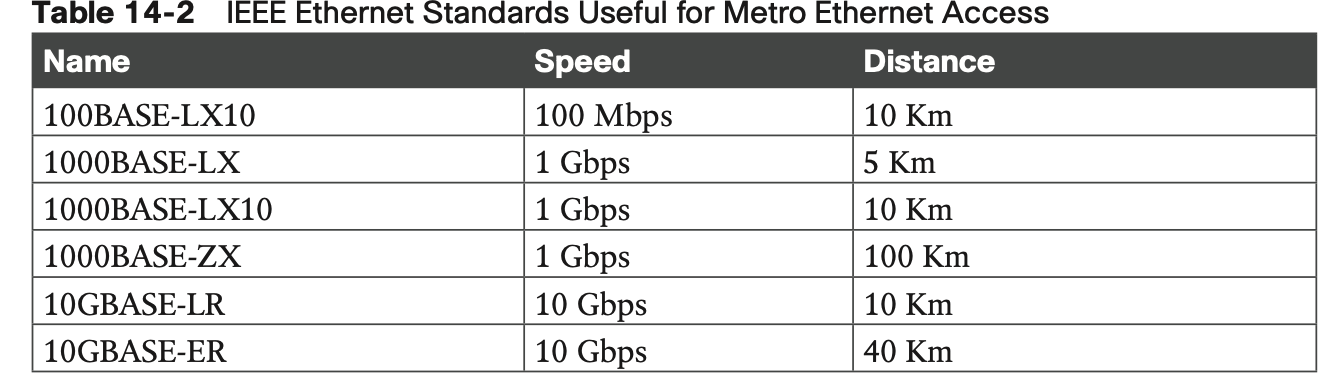 Table 14-2 IEEE Ethernet Standards Useful for Metro Ethernet Access
Name Speed Distance
100BASE-LX10 100 Mbps 10 Km
1000BASE-LX 1 Gbps 5 Km
1000BASE-LX10 1 Gbps 10 Km
1000BASE-ZX 1 Gbps 100 Km
10GBASE-LR 10 Gbps 10 Km
10GBASE-ER 10 Gbps 40 Km